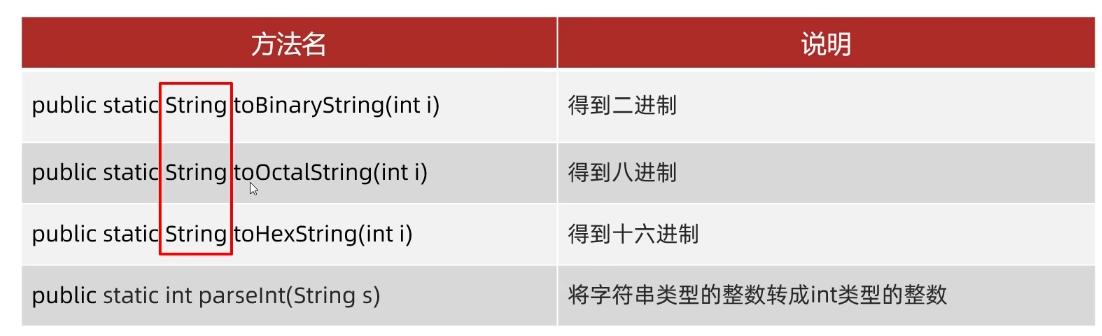 方法名 说明
public static String toBinaryString(int i) 得到二进制
public static String toOctalString(int i) 得到八进制
public static String toHexString(int i) 得到十六进制
public static int parseInt(String s) 将字符串类型的整数转成int类型的整数